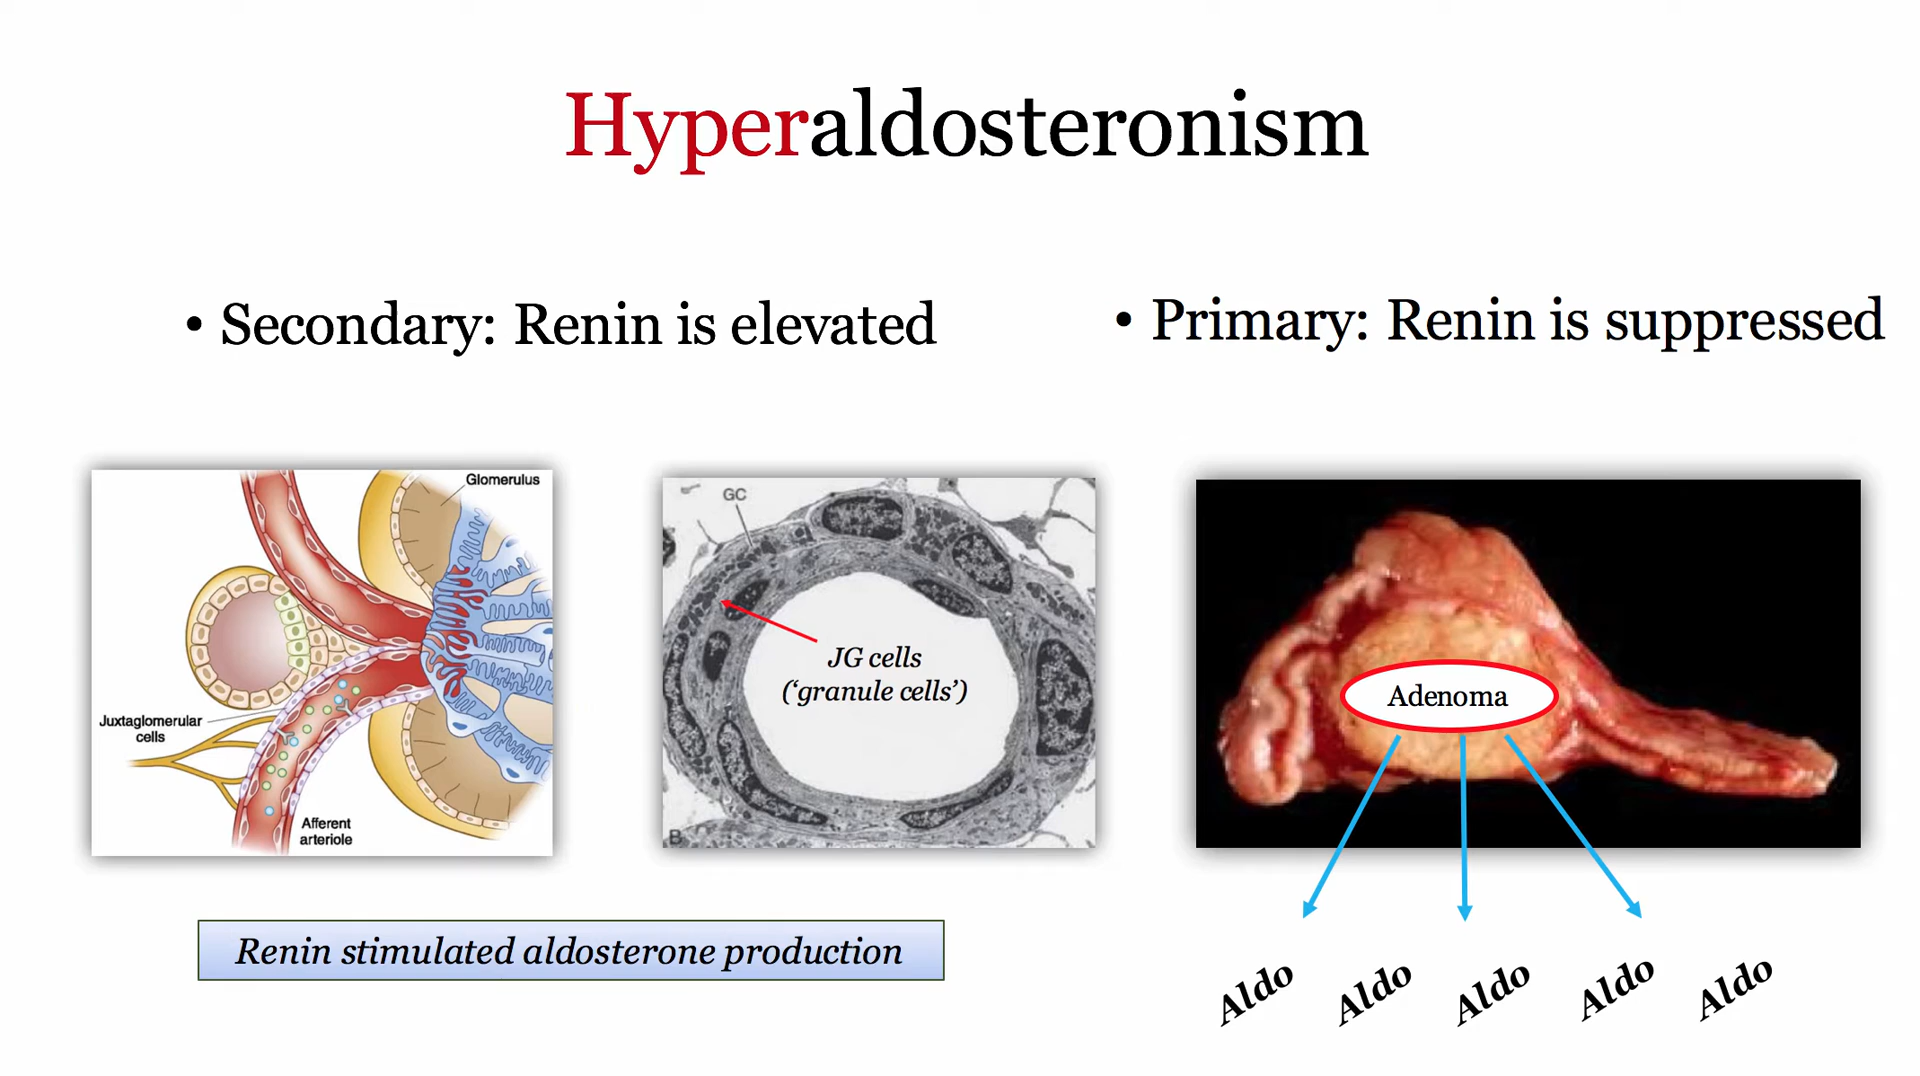 Hyperaldosteronism
• Secondary: Renin is elevated
• Primary: Renin is suppressed
Glomerulus
Juxtaglomerular
cells
Afferent
arteriole
GC
JG cells
(‘granule cells’)
B
Adenoma
Renin stimulated aldosterone production
Aldo Aldo Aldo Aldo Aldo